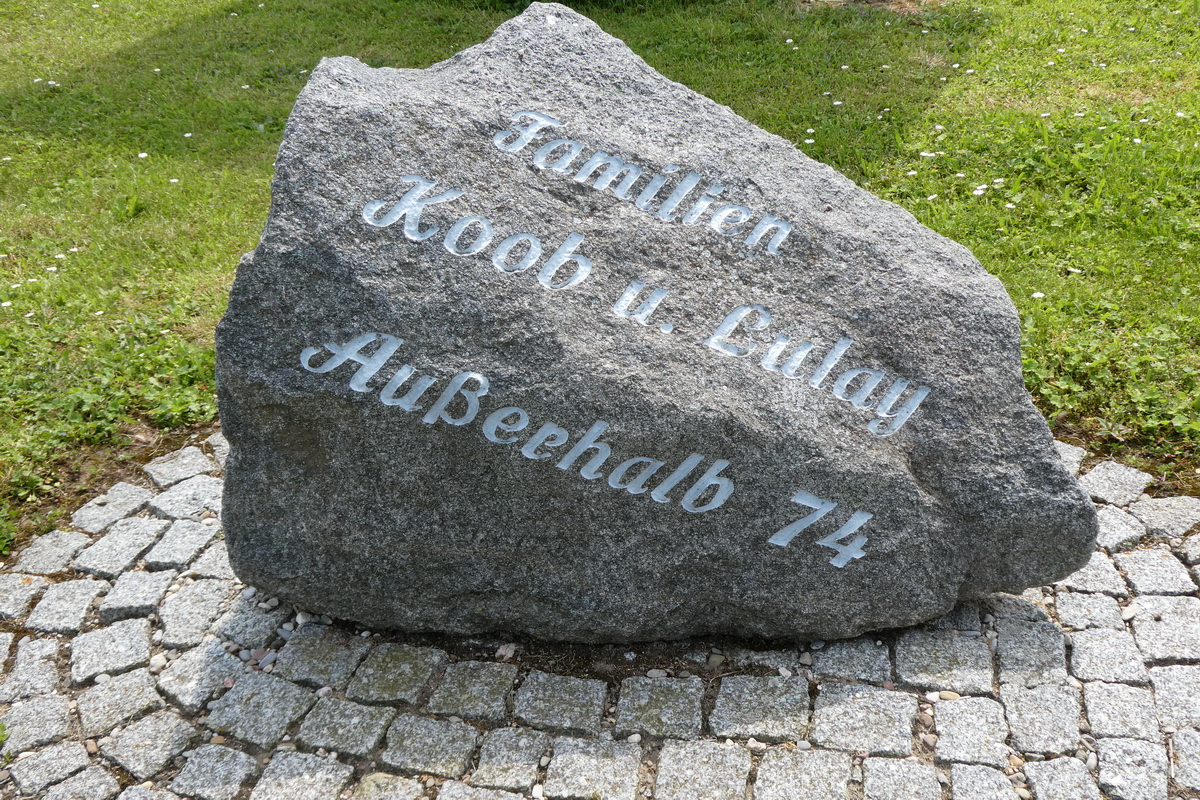 Familien
Koob u. Lulay
Außerhalb 74